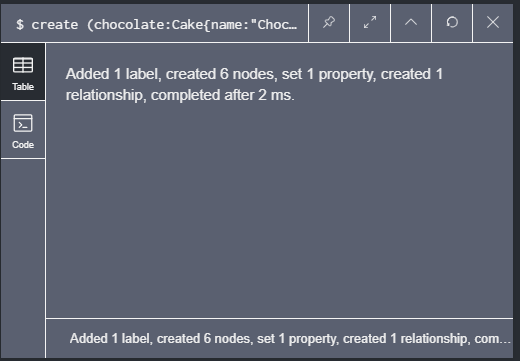 $ create (chocolate:Cake{name:"Choc…
Table
Added 1 label, created 6 nodes, set 1 property, created 1
relationship, completed after 2 ms.
Code
Added 1 label, created 6 nodes, set 1 property, created 1 relationship, com...